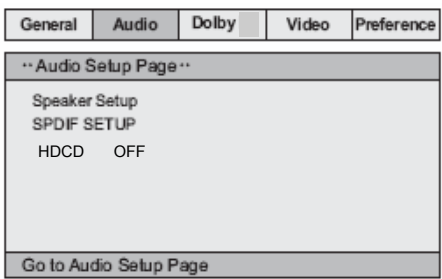 General Audio Dolby Video Preference
··Audio Setup Page··
Speaker Setup
SPDIF SETUP
HDCD OFF
Go to Audio Setup Page